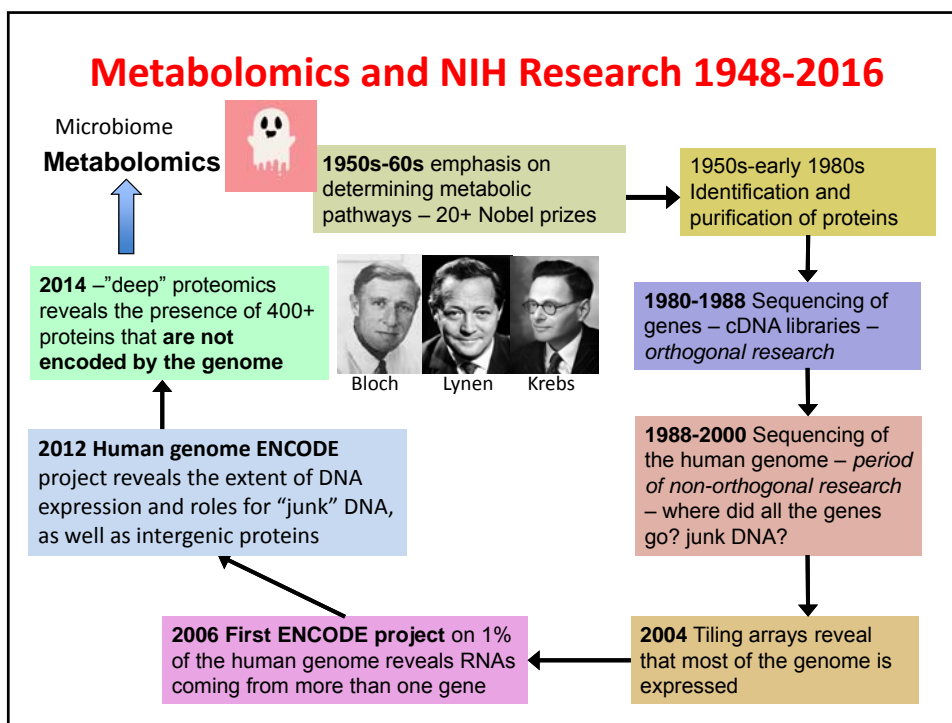 Metabolomics and NIH Research 1948-2016
Microbiome
Metabolomics
1950s-60s emphasis on
determining metabolic
pathways – 20+ Nobel prizes
1950s-early 1980s
Identification and
purification of proteins
1980-1988 Sequencing of
genes – cDNA libraries –
orthogonal research
1988-2000 Sequencing of
the human genome – period
of non-orthogonal research
– where did all the genes
go? junk DNA?
2004 Tiling arrays reveal
that most of the genome is
expressed
2006 First ENCODE project on 1%
of the human genome reveals RNAs
coming from more than one gene
2012 Human genome ENCODE
project reveals the extent of DNA
expression and roles for “junk” DNA,
as well as intergenic proteins
2014 –”deep” proteomics
reveals the presence of 400+
proteins that are not
encoded by the genome
Bloch
Lynen
Krebs